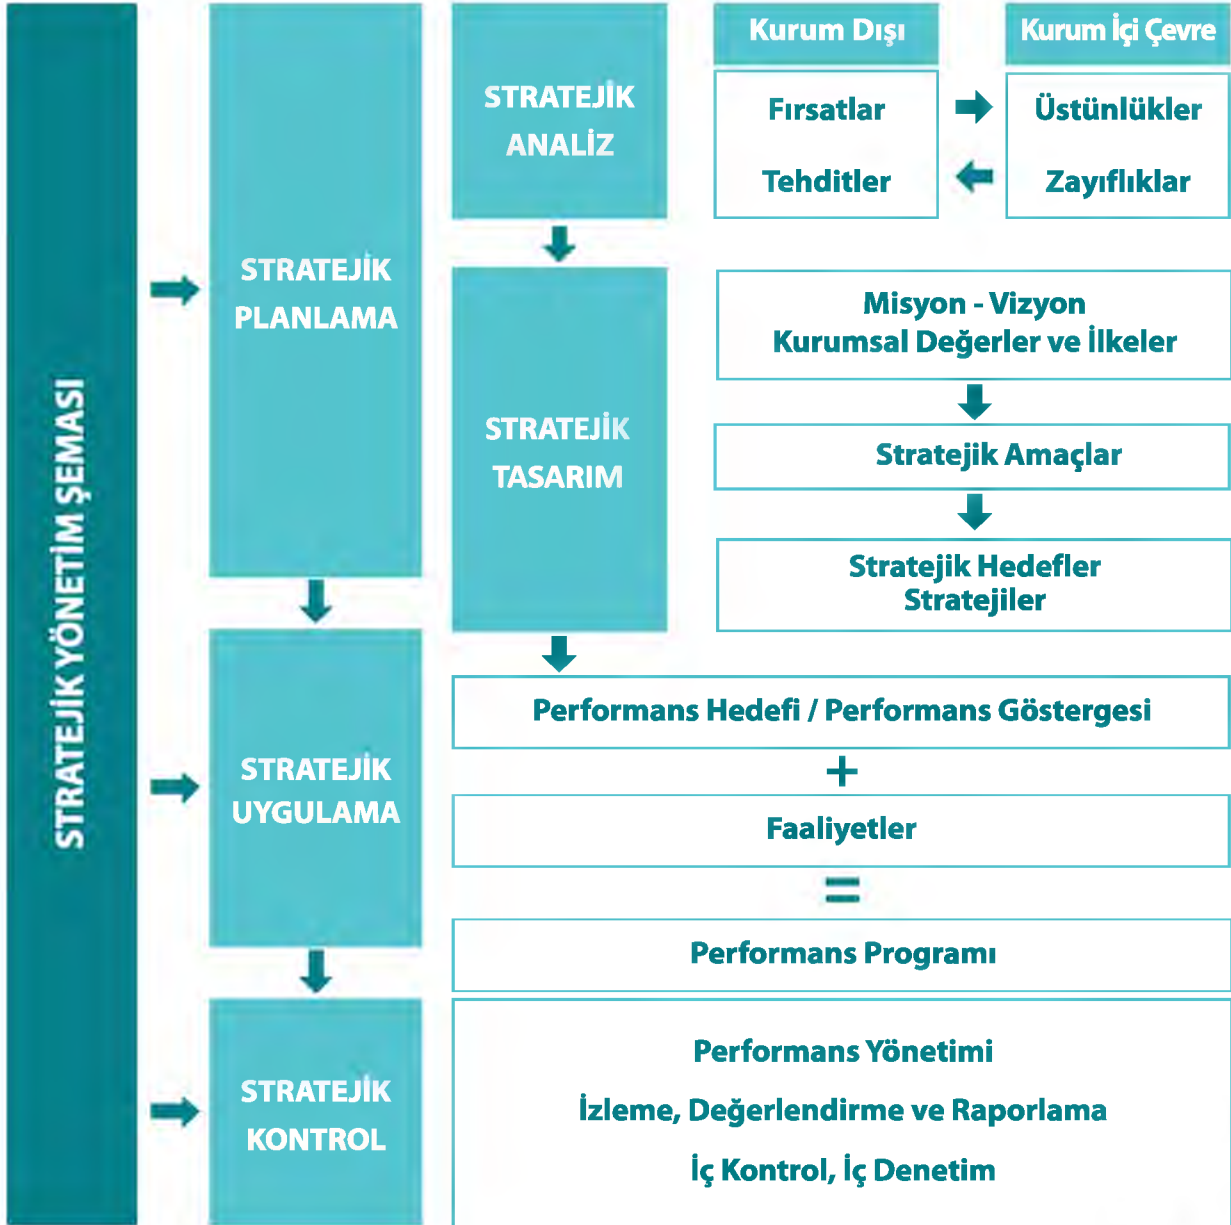 STRATEJİK YÖNETİM ŞEMASI
STRATEJİK
PLANLAMA
STRATEJİK
ANALİZ
Kurum Dışı
Kurum İçi Çevre
Fırsatlar
Üstünlükler
Tehditler
Zayıflıklar
STRATEJİK
TASARIM
Misyon - Vizyon
Kurumsal Değerler ve İlkeler
Stratejik Amaçlar
Stratejik Hedefler
Stratejiler
STRATEJİK
UYGULAMA
Performans Hedefi / Performans Göstergesi
+
Faaliyetler
=
Performans Programı
STRATEJİK
KONTROL
Performans Yönetimi
İzleme, Değerlendirme ve Raporlama
İç Kontrol, İç Denetim